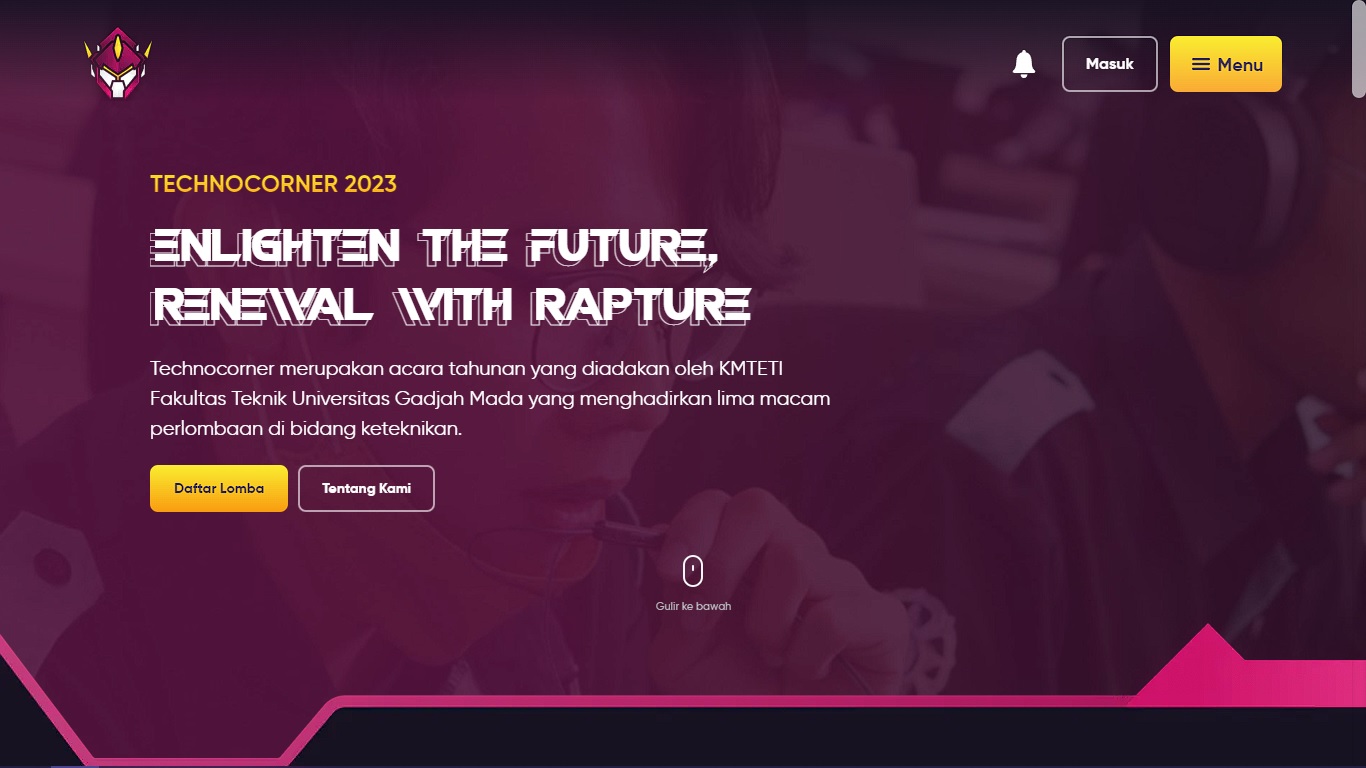 Masuk
Menu
TECHNOCORNER 2023
ENLIGHTEN THE FUTURE,
RENEWAL WITH RAPTURE
Technocorner merupakan acara tahunan yang diadakan oleh KMTETI
Fakultas Teknik Universitas Gadjah Mada yang menghadirkan lima macam
perlombaan di bidang keteknikan.
Daftar Lomba
Tentang Kami
Gulir ke bawah